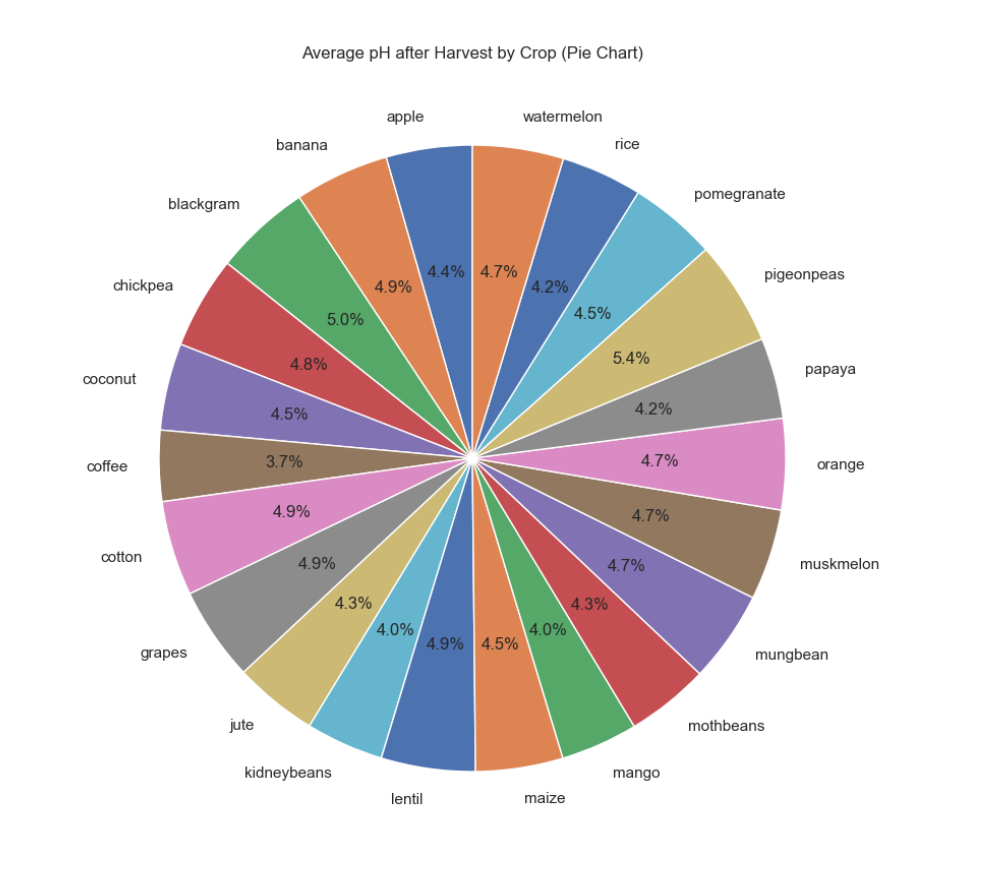 Average pH after Harvest by Crop (Pie Chart)
apple
watermelon
banana
rice
blackgram
pomegranate
chickpea
pigeonpeas
coconut
papaya
coffee
orange
cotton
muskmelon
grapes
mungbean
jute
mothbeans
kidneybeans
mango
lentil
maize
4.4%
4.7%
4.9%
4.2%
5.0%
4.5%
4.8%
5.4%
4.5%
4.2%
3.7%
4.7%
4.9%
4.7%
4.9%
4.7%
4.3%
4.3%
4.0%
4.0%
4.9%
4.5%